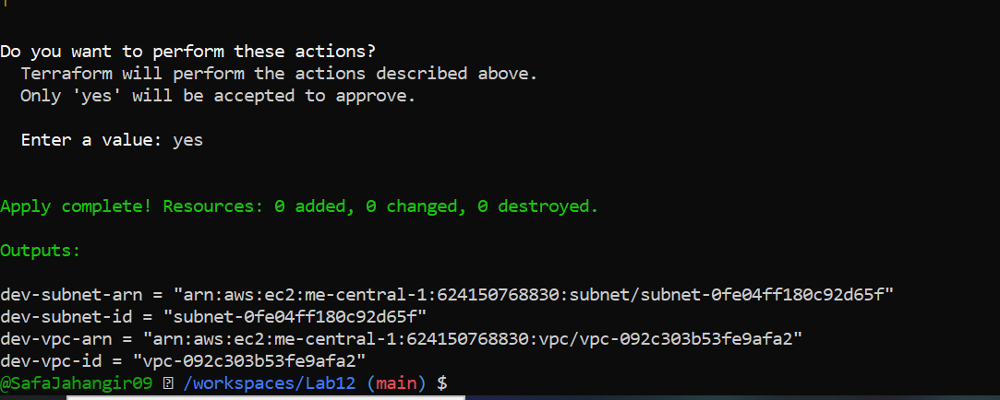 Do you want to perform these actions?
Terraform will perform the actions described above.
Only 'yes' will be accepted to approve.
Enter a value: yes
Apply complete! Resources: 0 added, 0 changed, 0 destroyed.
Outputs:
dev-subnet-arn = "arn:aws:ec2:me-central-1:624150768830:subnet/subnet-0fe04ff180c92d65f"
dev-subnet-id = "subnet-0fe04ff180c92d65f"
dev-vpc-arn = "arn:aws:ec2:me-central-1:624150768830:vpc/vpc-092c303b53fe9afa2"
dev-vpc-id = "vpc-092c303b53fe9afa2"
@SafaJahangir09 /workspaces/Lab12 (main) $